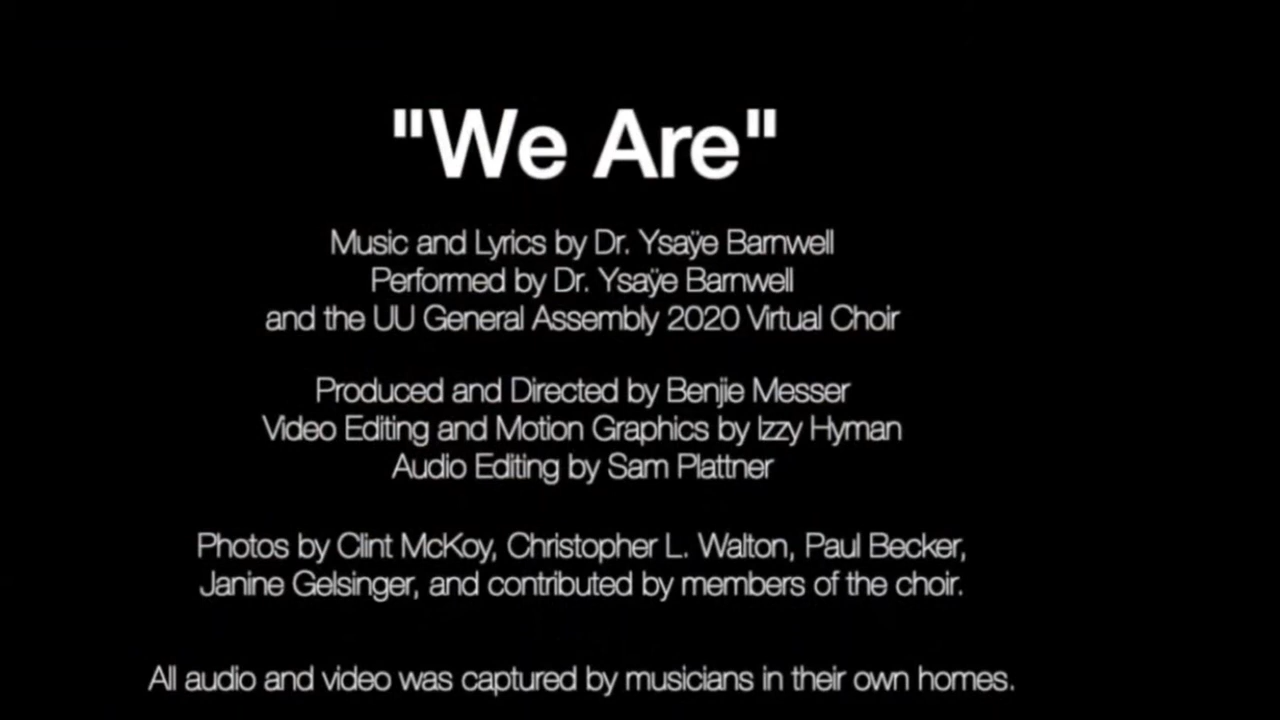 "We Are"
Music and Lyrics by Dr. Ysaÿe Barnwell
Performed by Dr. Ysaÿe Barnwell
and the UU General Assembly 2020 Virtual Choir
Produced and Directed by Benjie Messer
Video Editing and Motion Graphics by Izzy Hyman
Audio Editing by Sam Plattner
Photos by Clint McKoy, Christopher L. Walton, Paul Becker,
Janine Gelsinger, and contributed by members of the choir.
All audio and video was captured by musicians in their own homes.